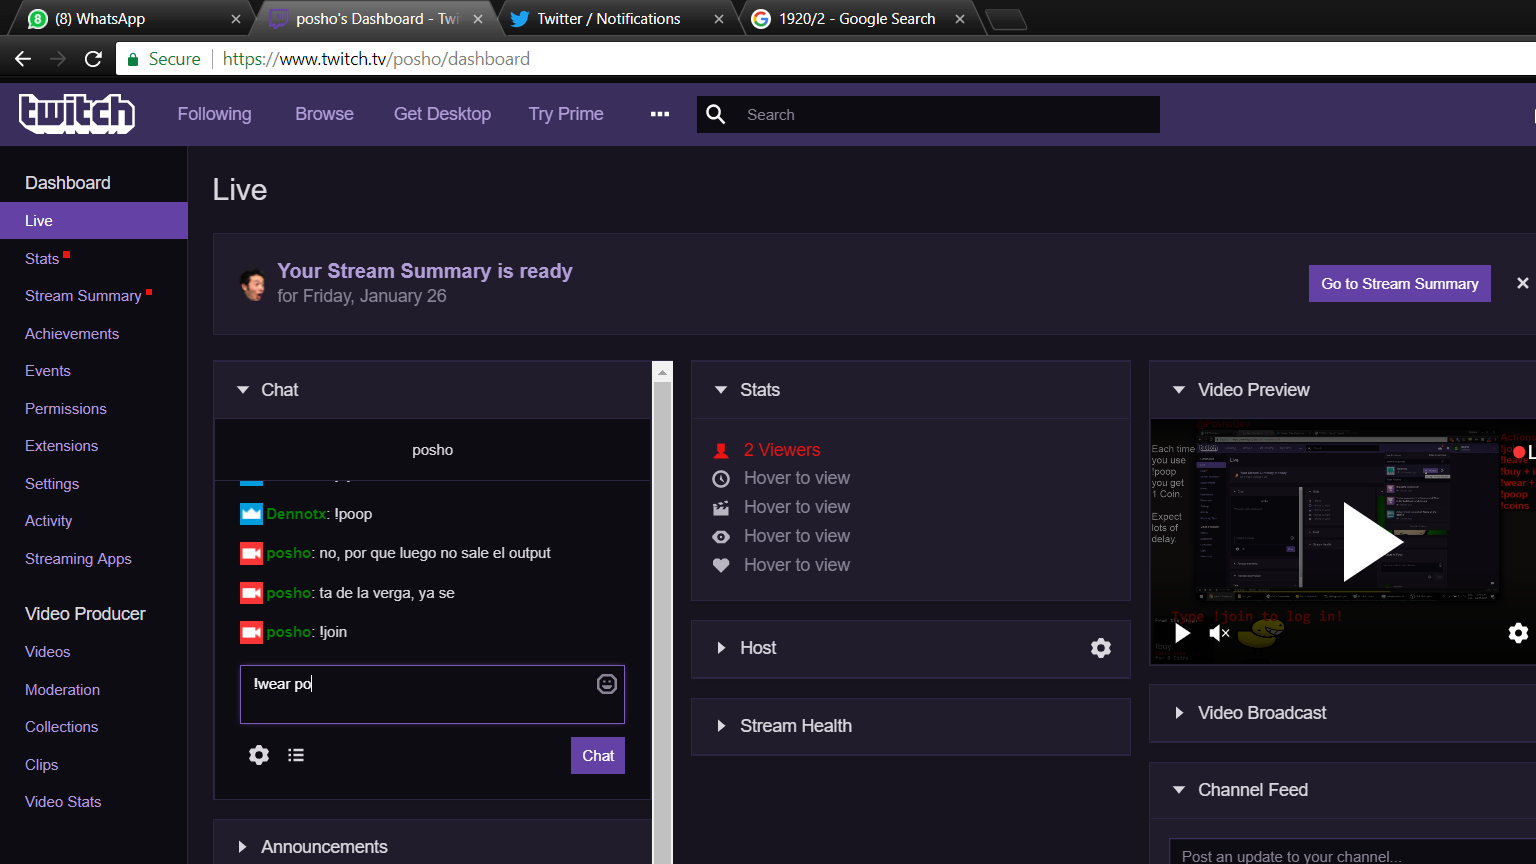 (8) WhatsApp
posho's Dashboard - Twi
Twitter / Notifications
1920/2 - Google Search
Secure
https://www.twitch.tv/posho/dashboard
twitch
Following
Browse
Get Desktop
Try Prime
Search
Dashboard
Live
Stats
Stream Summary
Achievements
Events
Permissions
Extensions
Settings
Activity
Streaming Apps
Video Producer
Videos
Moderation
Collections
Clips
Video Stats
Live
Your Stream Summary is ready
for Friday, January 26
Go to Stream Summary
Chat
posho
Dennotx: !poop
posho: no, por que luego no sale el output
posho: ta de la verga, ya se
posho: !join
!wear po
Chat
Announcements
Stats
2 Viewers
Hover to view
Hover to view
Hover to view
Hover to view
Host
Stream Health
Video Preview
Each time
you use
!poop
you get
1 Coin.
Expect
lots of
delay.
L
!leave
!buy +
!wear +
!poop
!coins
Type !join to log in!
!buy
Video Broadcast
Channel Feed
Post an update to your channel...